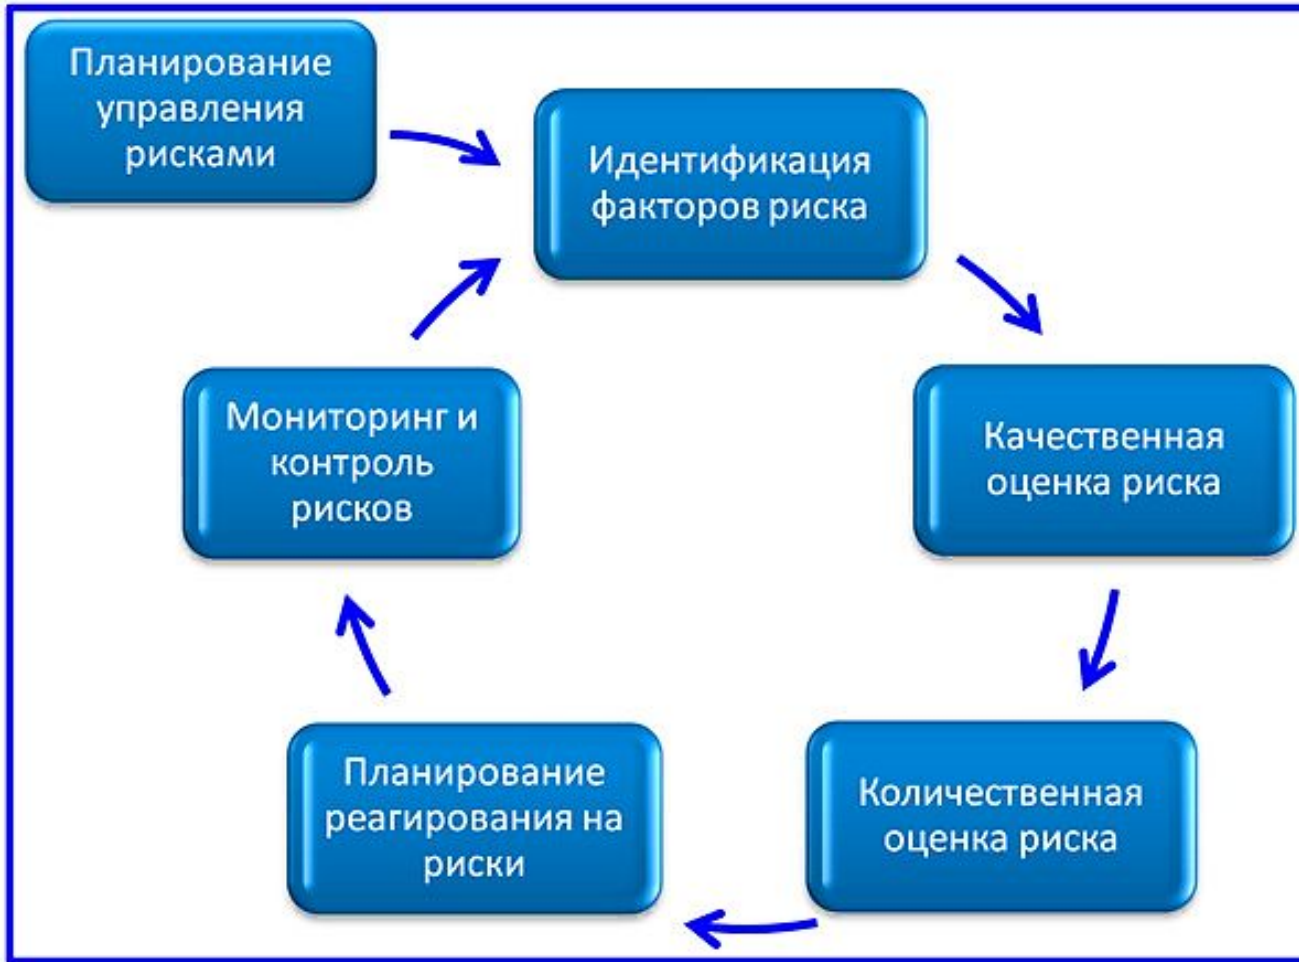 Планирование
управления
рисками
Идентификация
факторов риска
Качественная
оценка риска
Количественная
оценка риска
Планирование
реагирования на
риски
Мониторинг и
контроль
рисков